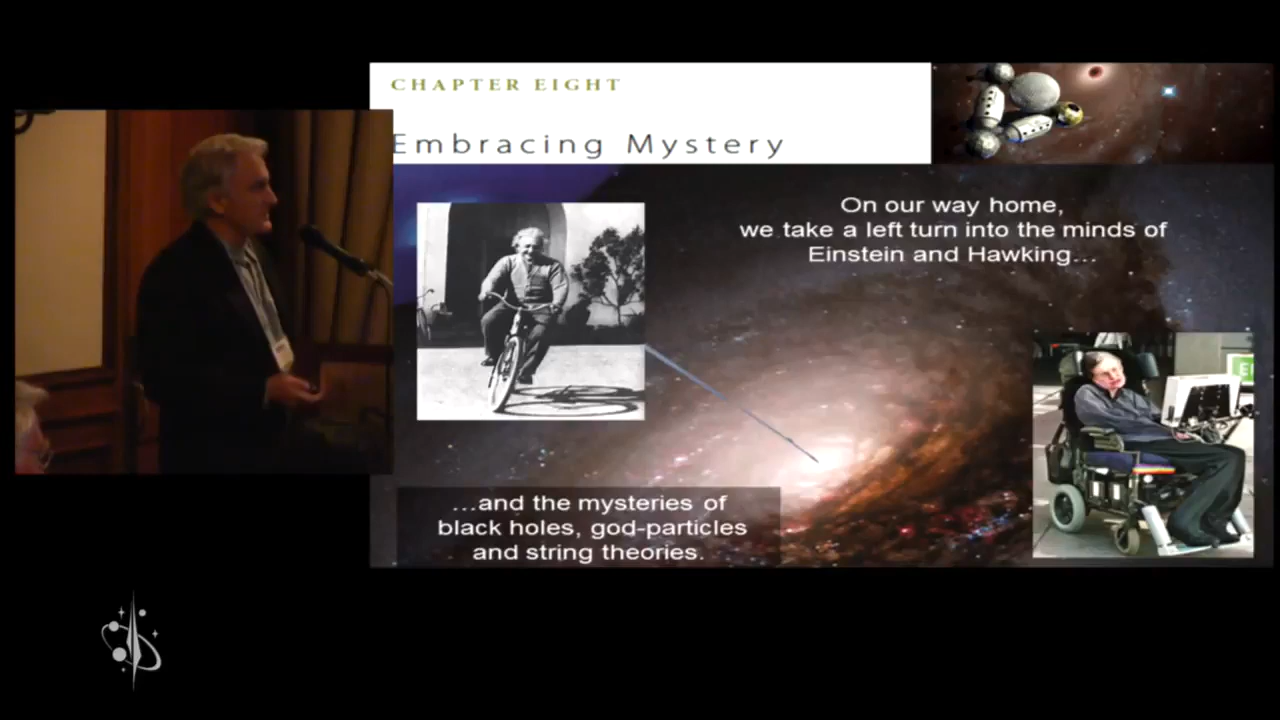 CHAPTER EIGHT
Embracing Mystery
On our way home,
we take a left turn into the minds of
Einstein and Hawking…
…and the mysteries of
black holes, god-particles
and string theories.